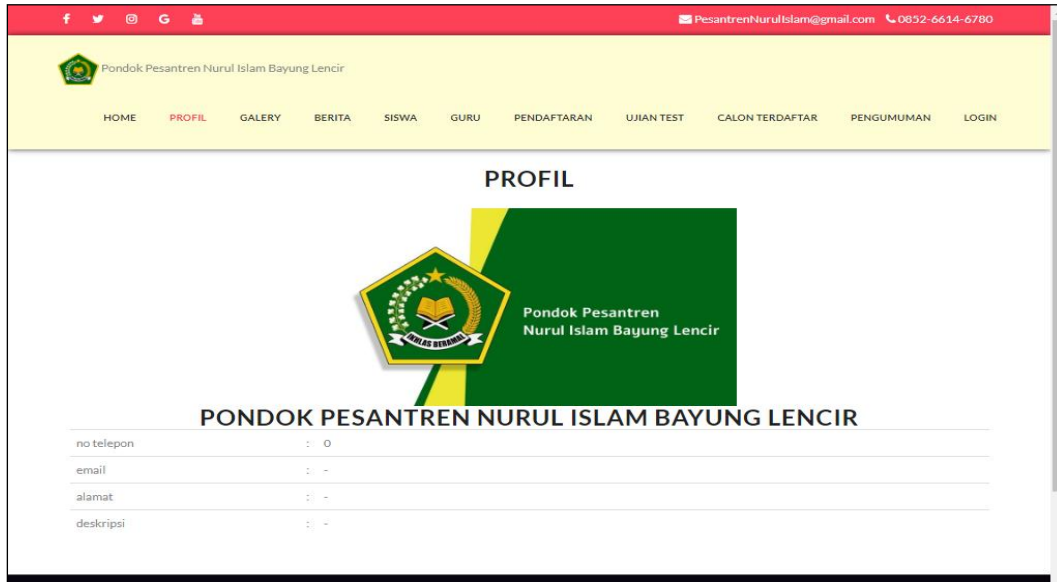 PesantrenNurulIslam@gmail.com 0852-6614-6780
Pondok Pesantren Nurul Islam Bayung Lencir
HOME PROFIL GALERY BERITA SISWA GURU PENDAFTARAN UJIAN TEST CALON TERDAFTAR PENGUMUMAN LOGIN
PROFIL
IKHLAS BERAMAL
Pondok Pesantren
Nurul Islam Bayung Lencir
PONDOK PESANTREN NURUL ISLAM BAYUNG LENCIR
no telepon : 0
email : -
alamat : -
deskripsi : -